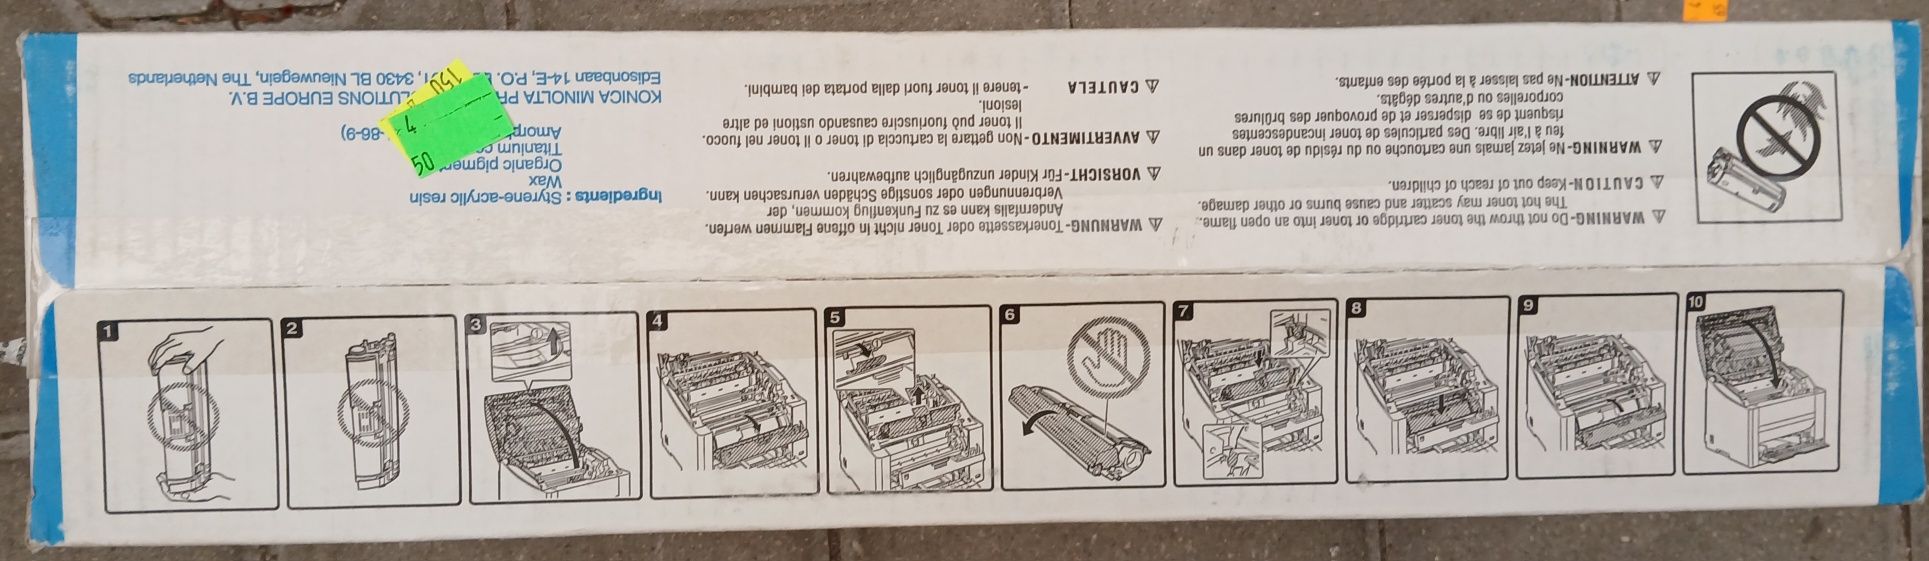 WARNING-Do not throw the toner cartridge or toner into an open flame.
The hot toner may scatter and cause burns or other damage.
CAUTION-Keep out of reach of children.
WARNING-Ne jetez jamais une cartouche ou du résidu de toner dans un
feu à l'air libre. Des particules de toner incandescentes
risquent de se disperser et de provoquer des brûlures
corporelles ou d'autres dégâts.
ATTENTION-Ne pas laisser à la portée des enfants.
WARNUNG-Tonerkassette oder Toner nicht in offene Flammen werfen.
Andernfalls kann es zu Funkenflug kommen, der
Verbrennungen oder sonstige Schäden verursachen kann.
VORSICHT-Für Kinder unzugänglich aufbewahren.
AVVERTIMENTO-Non gettare la cartuccia di toner o il toner nel fuoco.
Il toner può fuoriuscire causando ustioni ed altre
lesioni.
CAUTELA -tenere il toner fuori dalla portata dei bambini.
Ingredients : Styrene-acrylic resin
Wax
Organic pigment
Titanium
86-9)
KONICA MINOLTA EUROPE B.V.
Edisonbaan 14-E, P.O. 3430 BL Nieuwegein, The Netherlands
150
4
50
1
2
3
4
5
6
7
8
9
10